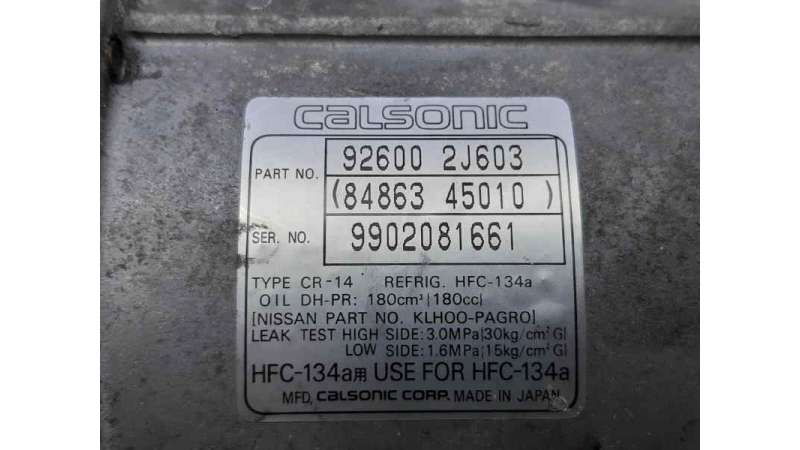 CALSONIC
PART NO. 92600 2J603
(84863 45010 )
SER. NO. 9902081661
TYPE CR-14 REFRIG. HFC-134a
OIL DH-PR: 180cm³ {180cc}
[NISSAN PART NO. KLHOO-PAGRO]
LEAK TEST HIGH SIDE: 3.0MPa{30kg/cm²G}
LOW SIDE: 1.6MPa{15kg/cm²G}
HFC-134a用 USE FOR HFC-134a
MFD. CALSONIC CORP. MADE IN JAPAN